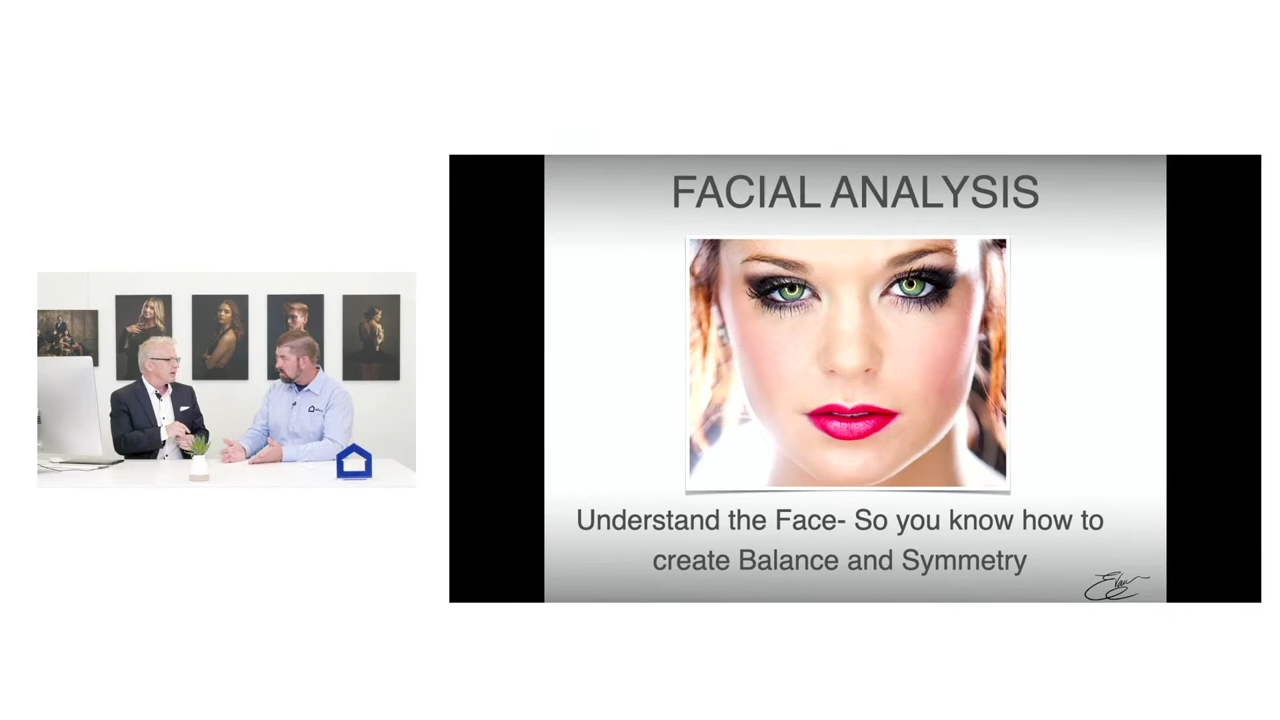 FACIAL ANALYSIS
Understand the Face- So you know how to
create Balance and Symmetry